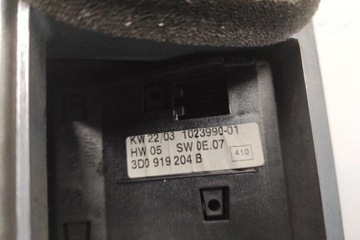 KW 22/03 1023990-01
HW 05 SW 0E.07
3D0 919 204 B 410